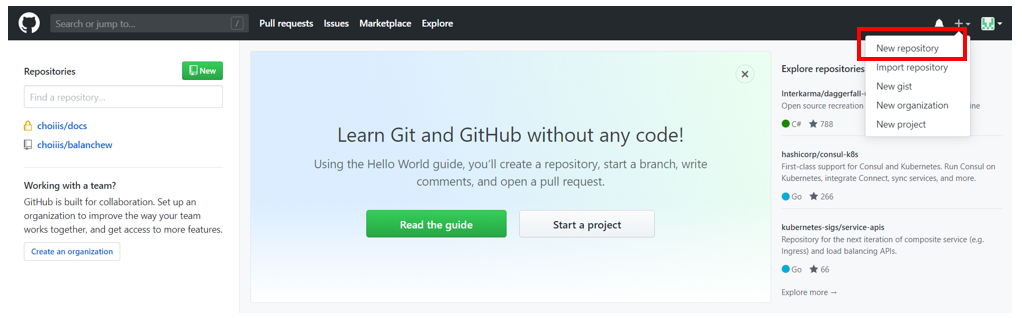 Search or jump to...
/
Pull requests
Issues
Marketplace
Explore
New repository
Import repository
New gist
New organization
New project
Repositories
New
Find a repository...
choiiis/docs
choiiis/balanchew
Working with a team?
GitHub is built for collaboration. Set up an
organization to improve the way your team
works together, and get access to more features.
Create an organization
Learn Git and GitHub without any code!
Using the Hello World guide, you'll create a repository, start a branch, write
comments, and open a pull request.
Read the guide
Start a project
Explore repositories
Interkarma/daggerfall-
Open source recreation
C# 788
hashicorp/consul-k8s
First-class support for Consul and Kubernetes. Run Consul on
Kubernetes, integrate Connect, sync services, and more.
Go 266
kubernetes-sigs/service-apis
Repository for the next iteration of composite service (e.g.
Ingress) and load balancing APIs.
Go 66
Explore more →